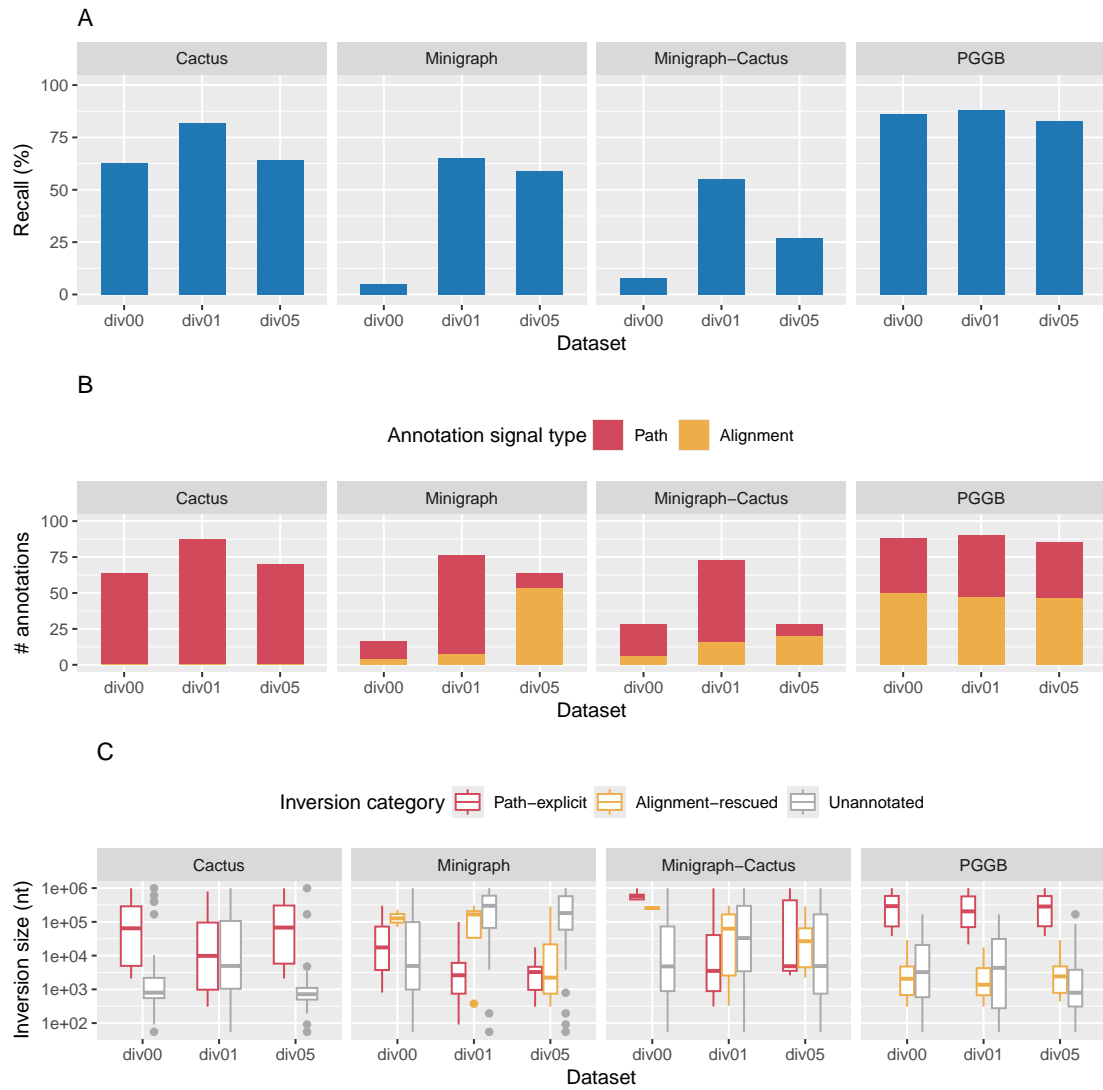 A
Cactus Minigraph Minigraph−Cactus PGGB
100
75
50
25
0
Recall (%)
div00 div01 div05 div00 div01 div05 div00 div01 div05 div00 div01 div05
Dataset
B
Annotation signal type Path Alignment
Cactus Minigraph Minigraph−Cactus PGGB
100
75
50
25
0
# annotations
div00 div01 div05 div00 div01 div05 div00 div01 div05 div00 div01 div05
Dataset
C
Inversion category Path−explicit Alignment−rescued Unannotated
Cactus Minigraph Minigraph−Cactus PGGB
1e+06
1e+05
1e+04
1e+03
1e+02
Inversion size (nt)
div00 div01 div05 div00 div01 div05 div00 div01 div05 div00 div01 div05
Dataset